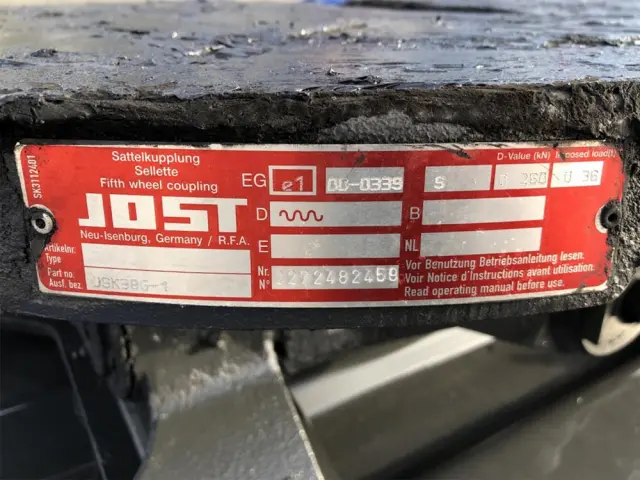 SK3112401
Sattelkupplung
Sellette
Fifth wheel coupling
JOST
Neu-Isenburg, Germany / R.F.A.
Artikelnr.
Type
Part no.
Ausf. bez.
JSK38G-1
EG e1 00-0339 S
D-Value (kN)
260
36
D
B
E
NL
Nr.
N°
272482459
Vor Benutzung Betriebsanleitung lesen.
Voir Notice d'Instructions avant utilisation.
Read operating manual before use.